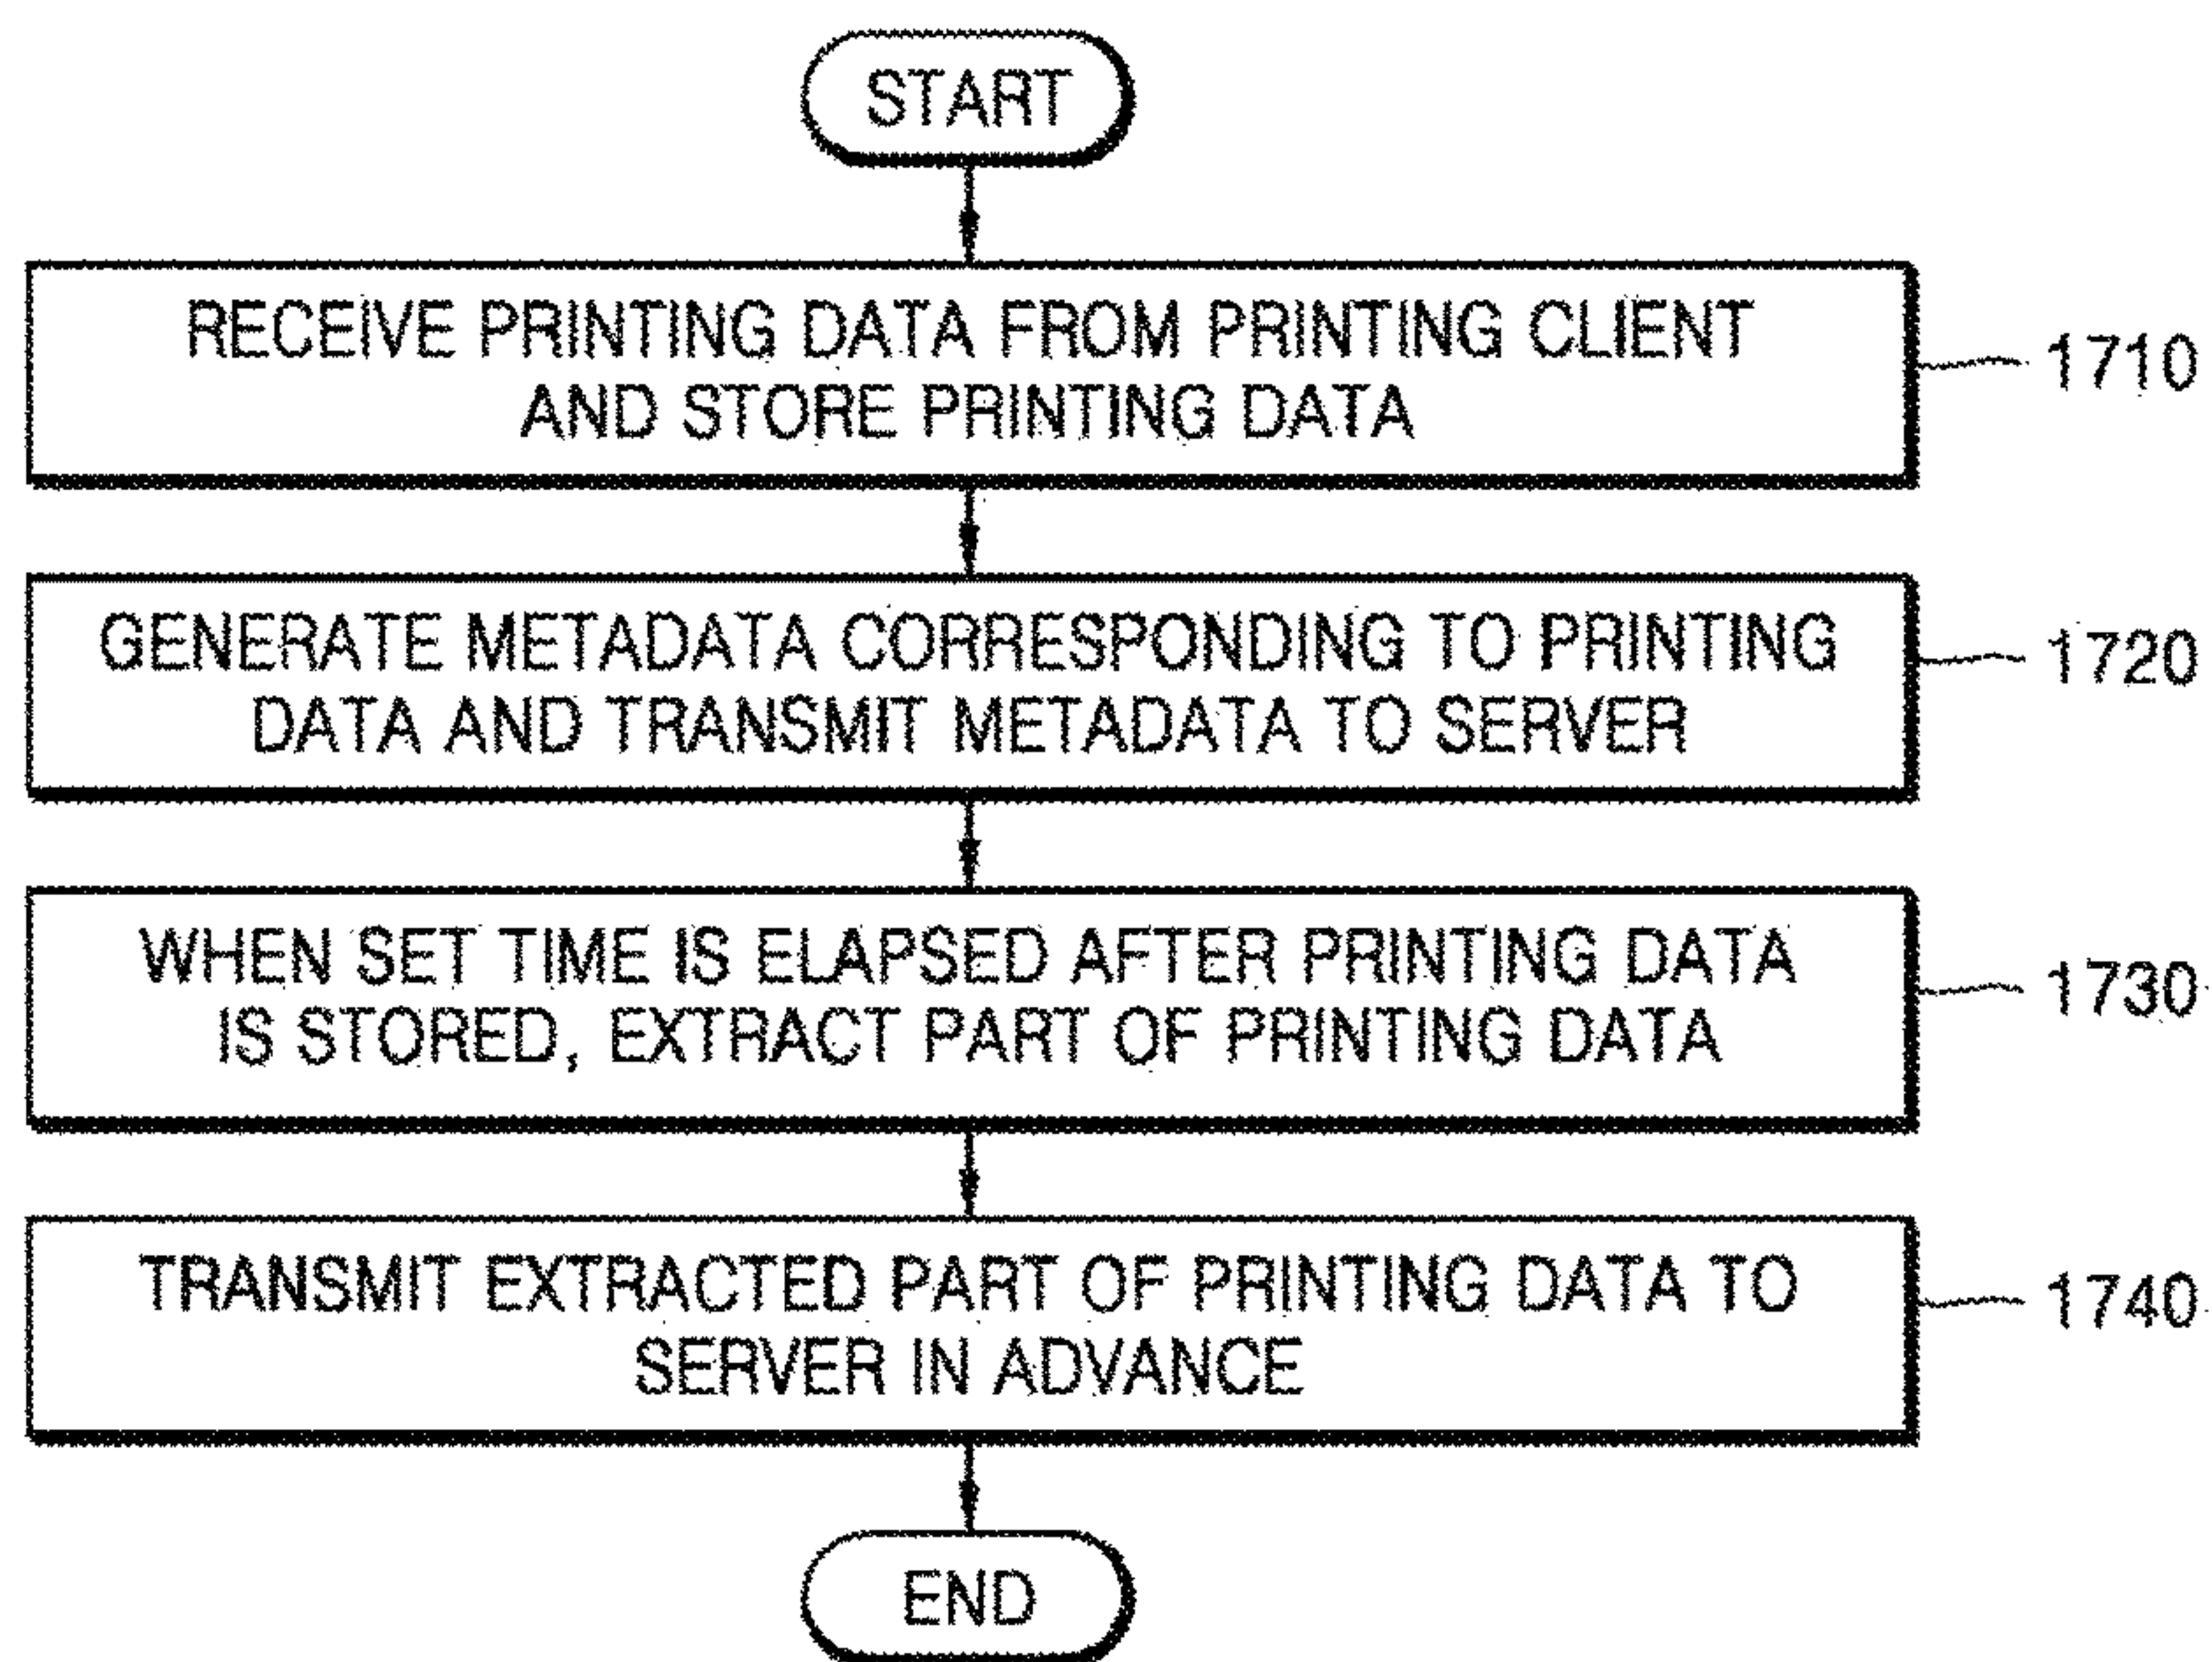 START
RECEIVE PRINTING DATA FROM PRINTING CLIENT
AND STORE PRINTING DATA
1710
GENERATE METADATA CORRESPONDING TO PRINTING
DATA AND TRANSMIT METADATA TO SERVER
1720
WHEN SET TIME IS ELAPSED AFTER PRINTING DATA
IS STORED, EXTRACT PART OF PRINTING DATA
1730
TRANSMIT EXTRACTED PART OF PRINTING DATA TO
SERVER IN ADVANCE
1740
END